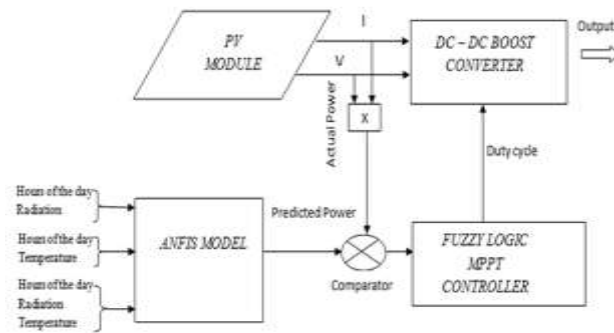 PV
MODULE
I
V
DC – DC BOOST
CONVERTER
Output
Actual Power
X
Duty cycle
Hours of the day
Radiation
Hours of the day
Temperature
Hours of the day
Radiation
Temperature
ANFIS MODEL
Predicted Power
Comparator
FUZZY LOGIC
MPPT
CONTROLLER